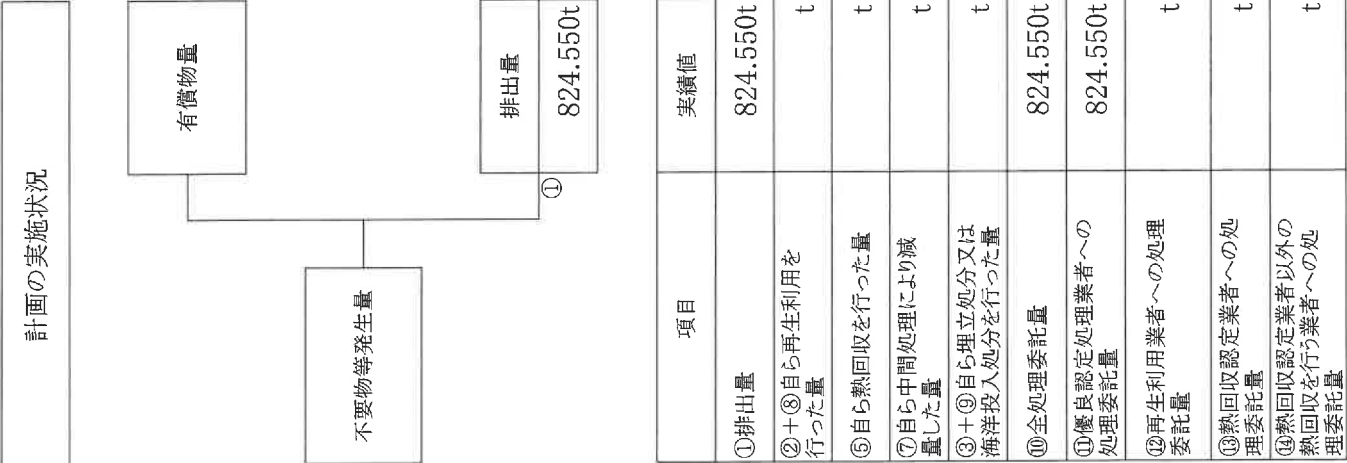 計画の実施状況
有償物量
不要物等発生量
排出量
①
824.550t
項目
実績値
①排出量
824.550t
②+⑧自ら再生利用を
行った量
t
⑤自ら熱回収を行った量
t
⑦自ら中間処理により減
量した量
t
③+⑨自ら埋立処分又は
海洋投入処分を行った量
t
⑩全処理委託量
824.550t
⑪優良認定処理業者への
処理委託量
824.550t
⑫再生利用業者への処理
委託量
t
⑬熱回収認定業者への処
理委託量
t
⑭熱回収認定業者以外の
熱回収を行う業者への処
理委託量
t